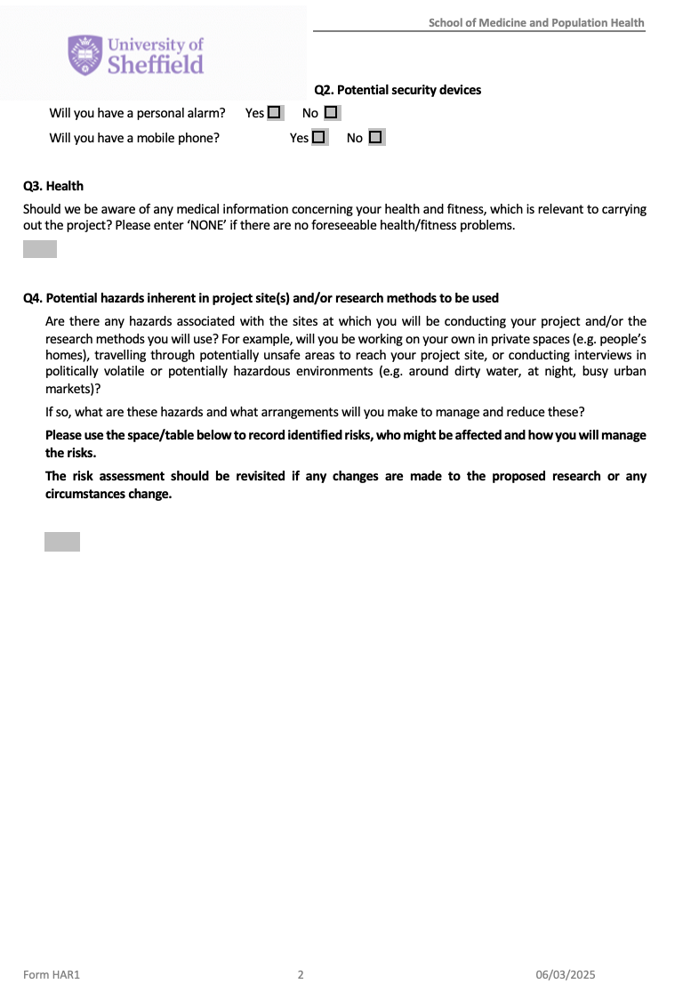 School of Medicine and Population Health
University of
Sheffield
Q2. Potential security devices
Will you have a personal alarm? Yes No
Will you have a mobile phone? Yes No
Q3. Health
Should we be aware of any medical information concerning your health and fitness, which is relevant to carrying
out the project? Please enter ‘NONE’ if there are no foreseeable health/fitness problems.
Q4. Potential hazards inherent in project site(s) and/or research methods to be used
Are there any hazards associated with the sites at which you will be conducting your project and/or the
research methods you will use? For example, will you be working on your own in private spaces (e.g. people’s
homes), travelling through potentially unsafe areas to reach your project site, or conducting interviews in
politically volatile or potentially hazardous environments (e.g. around dirty water, at night, busy urban
markets)?
If so, what are these hazards and what arrangements will you make to manage and reduce these?
Please use the space/table below to record identified risks, who might be affected and how you will manage
the risks.
The risk assessment should be revisited if any changes are made to the proposed research or any
circumstances change.
Form HAR1 2 06/03/2025